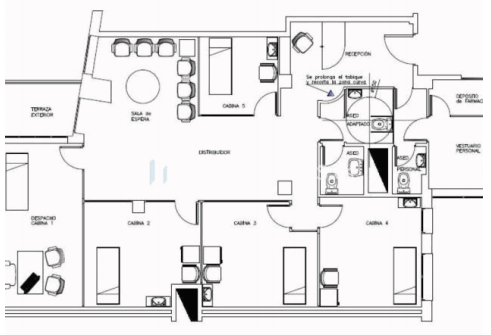 RECEPCIÓN
Se prolonga el tabique
y recorta la zona curva
TERRAZA
EXTERIOR
SALA de
ESPERA
CABINA 5
ASEO
ADAPTADO
DEPOSITO
de FARMACIA
VESTUARIO
PERSONAL
DISTRIBUIDOR
ASEO
ASEO
PERSONAL
DESPACHO
CABINA 1
CABINA 2
CABINA 3
CABINA 4